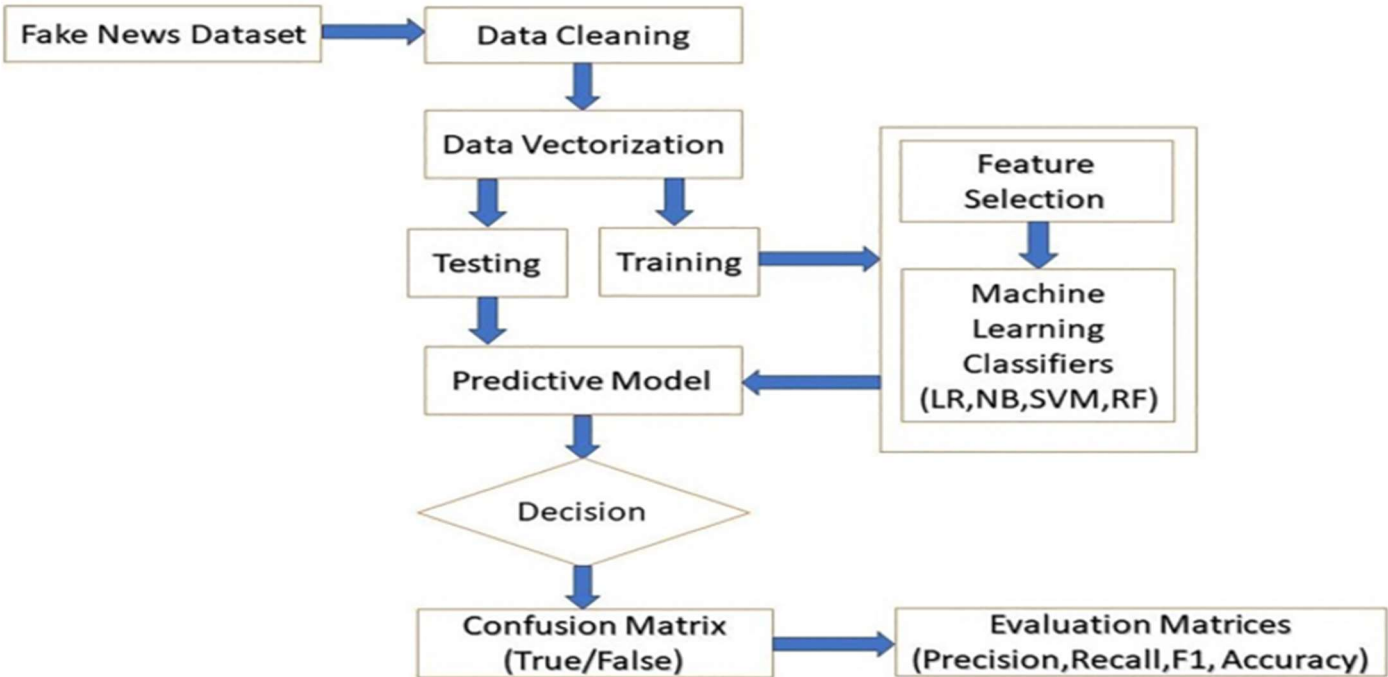 Fake News Dataset
Data Cleaning
Data Vectorization
Testing
Training
Feature
Selection
Machine
Learning
Classifiers
(LR,NB,SVM,RF)
Predictive Model
Decision
Confusion Matrix
(True/False)
Evaluation Matrices
(Precision,Recall,F1, Accuracy)